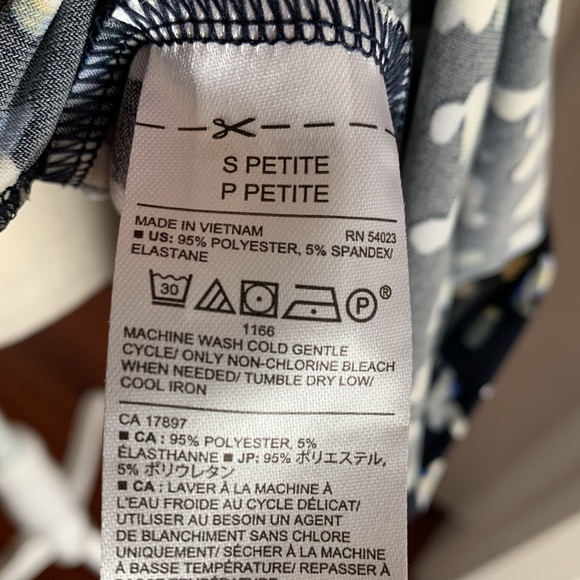 S PETITE
P PETITE
MADE IN VIETNAM RN 54023
■ US: 95% POLYESTER, 5% SPANDEX/
ELASTANE
30 P ®
1166
MACHINE WASH COLD GENTLE
CYCLE/ ONLY NON-CHLORINE BLEACH
WHEN NEEDED/ TUMBLE DRY LOW/
COOL IRON
CA 17897
■ CA : 95% POLYESTER, 5%
ÉLASTHANNE ■ JP: 95% ポリエステル,
5% ポリウレタン
■ CA : LAVER À LA MACHINE À
L'EAU FROIDE AU CYCLE DÉLICAT/
UTILISER AU BESOIN UN AGENT
DE BLANCHIMENT SANS CHLORE
UNIQUEMENT/ SÉCHER À LA MACHINE
À BASSE TEMPÉRATURE/ REPASSER À